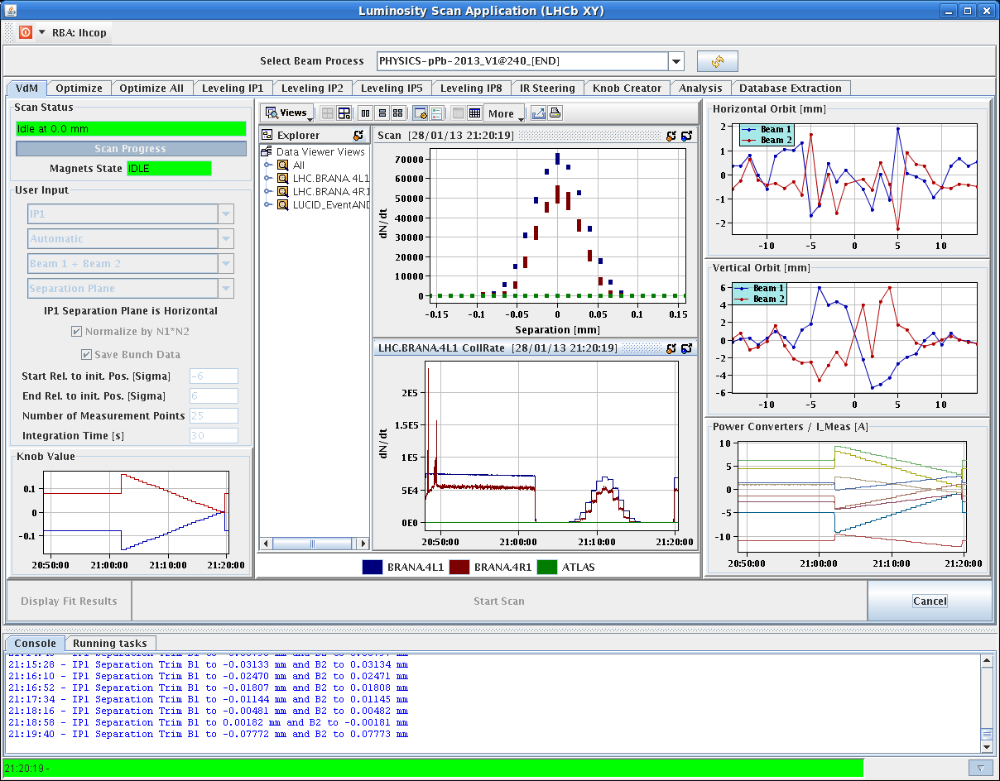 Luminosity Scan Application (LHCb XY)
RBA: lhcop
Select Beam Process PHYSICS-pPb-2013_V1@240_[END]
VdM Optimize Optimize All Leveling IP1 Leveling IP2 Leveling IP5 Leveling IP8 IR Steering Knob Creator Analysis Database Extraction
Scan Status
Idle at 0.0 mm
Scan Progress
Magnets State IDLE
User Input
IP1
Automatic
Beam 1 + Beam 2
Separation Plane
IP1 Separation Plane is Horizontal
Normalize by N1*N2
Save Bunch Data
Start Rel. to init. Pos. [Sigma] -6
End Rel. to init. Pos. [Sigma] 6
Number of Measurement Points 25
Integration Time [s] 30
Knob Value
0.1
0
-0.1
20:50:00 21:00:00 21:10:00 21:20:00
Views More
Explorer
Data Viewer Views
All
LHC.BRANA.4L1
LHC.BRANA.4R1
LUCID_EventAND
Scan [28/01/13 21:20:19]
70000
60000
50000
40000
30000
20000
10000
0
dN/dt
-0.15 -0.1 -0.05 0 0.05 0.1 0.15
Separation [mm]
LHC.BRANA.4L1 CollRate [28/01/13 21:20:19]
2E5
1.5E5
1E5
5E4
0E0
dN/dt
20:50:00 21:00:00 21:10:00 21:20:00
BRANA.4L1 BRANA.4R1 ATLAS
Horizontal Orbit [mm]
Beam 1
Beam 2
2
1
0
-1
-2
-10 -5 0 5 10
Vertical Orbit [mm]
Beam 1
Beam 2
6
4
2
0
-2
-4
-6
-10 -5 0 5 10
Power Converters / I_Meas [A]
10
5
0
-5
-10
20:50:00 21:00:00 21:10:00 21:20:00
Display Fit Results Start Scan Cancel
Console Running tasks
21:15:28 - IP1 Separation Trim B1 to -0.03133 mm and B2 to 0.03134 mm
21:16:10 - IP1 Separation Trim B1 to -0.02470 mm and B2 to 0.02471 mm
21:16:52 - IP1 Separation Trim B1 to -0.01807 mm and B2 to 0.01808 mm
21:17:34 - IP1 Separation Trim B1 to -0.01144 mm and B2 to 0.01145 mm
21:18:16 - IP1 Separation Trim B1 to -0.00481 mm and B2 to 0.00482 mm
21:18:58 - IP1 Separation Trim B1 to 0.00182 mm and B2 to -0.00181 mm
21:19:40 - IP1 Separation Trim B1 to -0.07772 mm and B2 to 0.07773 mm
21:20:19 -